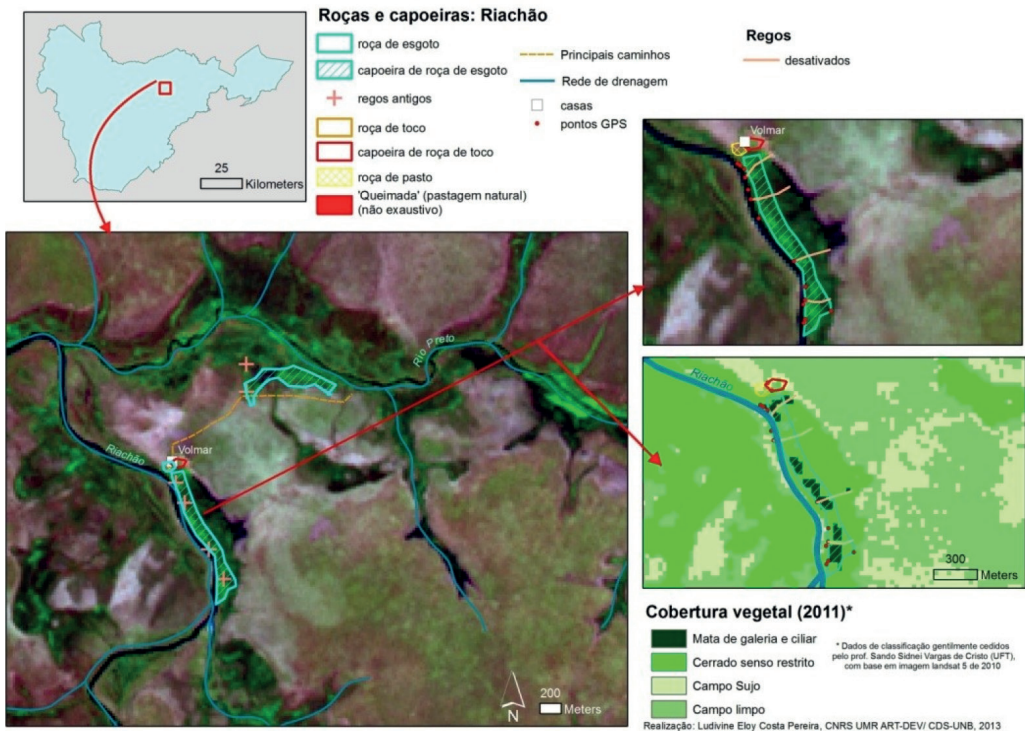 25
Kilometers
Roças e capoeiras: Riachão
roça de esgoto
capoeira de roça de esgoto
regos antigos
roça de toco
capoeira de roça de toco
roça de pasto
'Queimada' (pastagem natural)
(não exaustivo)
Principais caminhos
Rede de drenagem
casas
pontos GPS
Regos
desativados
Volmar
Rio Preto
Riachão
Volmar
N
200
Meters
Riachão
300
Meters
Cobertura vegetal (2011)*
Mata de galeria e ciliar
Cerrado senso restrito
Campo Sujo
Campo limpo
* Dados de classificação gentilmente cedidos
pelo prof. Sando Sidnei Vargas de Cristo (UFT),
com base em imagem landsat 5 de 2010
Realização: Ludivine Eloy Costa Pereira, CNRS UMR ART-DEV/ CDS-UNB, 2013